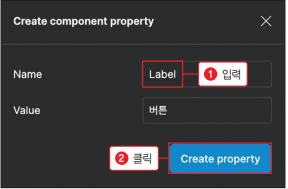 Create component property
Name Label 1 입력
Value 버튼
2 클릭 Create property